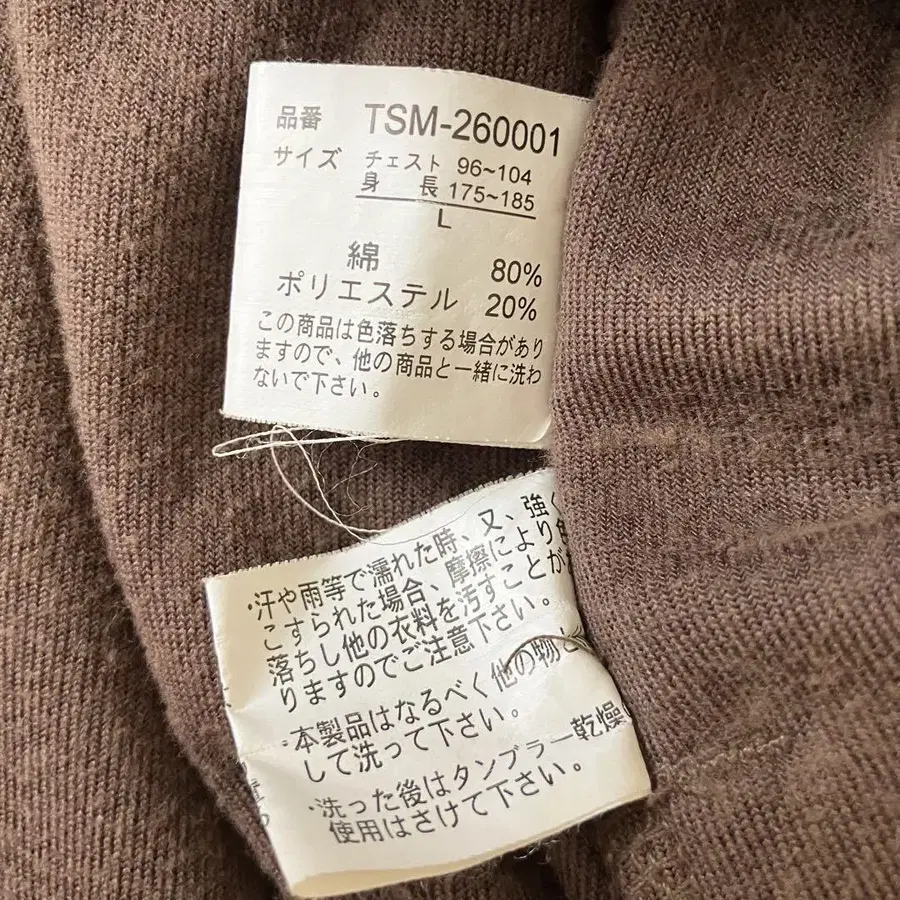 品番 TSM-260001
サイズ チェスト 96~104
身 長 175~185
L
綿 80%
ポリエステル 20%
この商品は色落ちする場合があり
ますので、他の商品と一緒に洗わ
ないで下さい。
・汗や雨等で濡れた時、又、強く
こすられた場合、摩擦により色
落ちし他の衣料を汚すことがあ
りますのでご注意下さい。
・本製品はなるべく他の物と
して洗って下さい。
・洗った後はタンブラー乾燥
使用はさけて下さい。